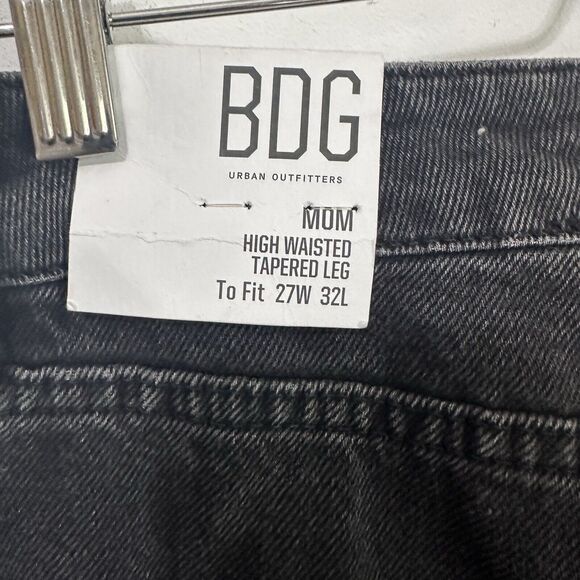 BDG
URBAN OUTFITTERS
MOM
HIGH WAISTED
TAPERED LEG
To Fit 27W 32L